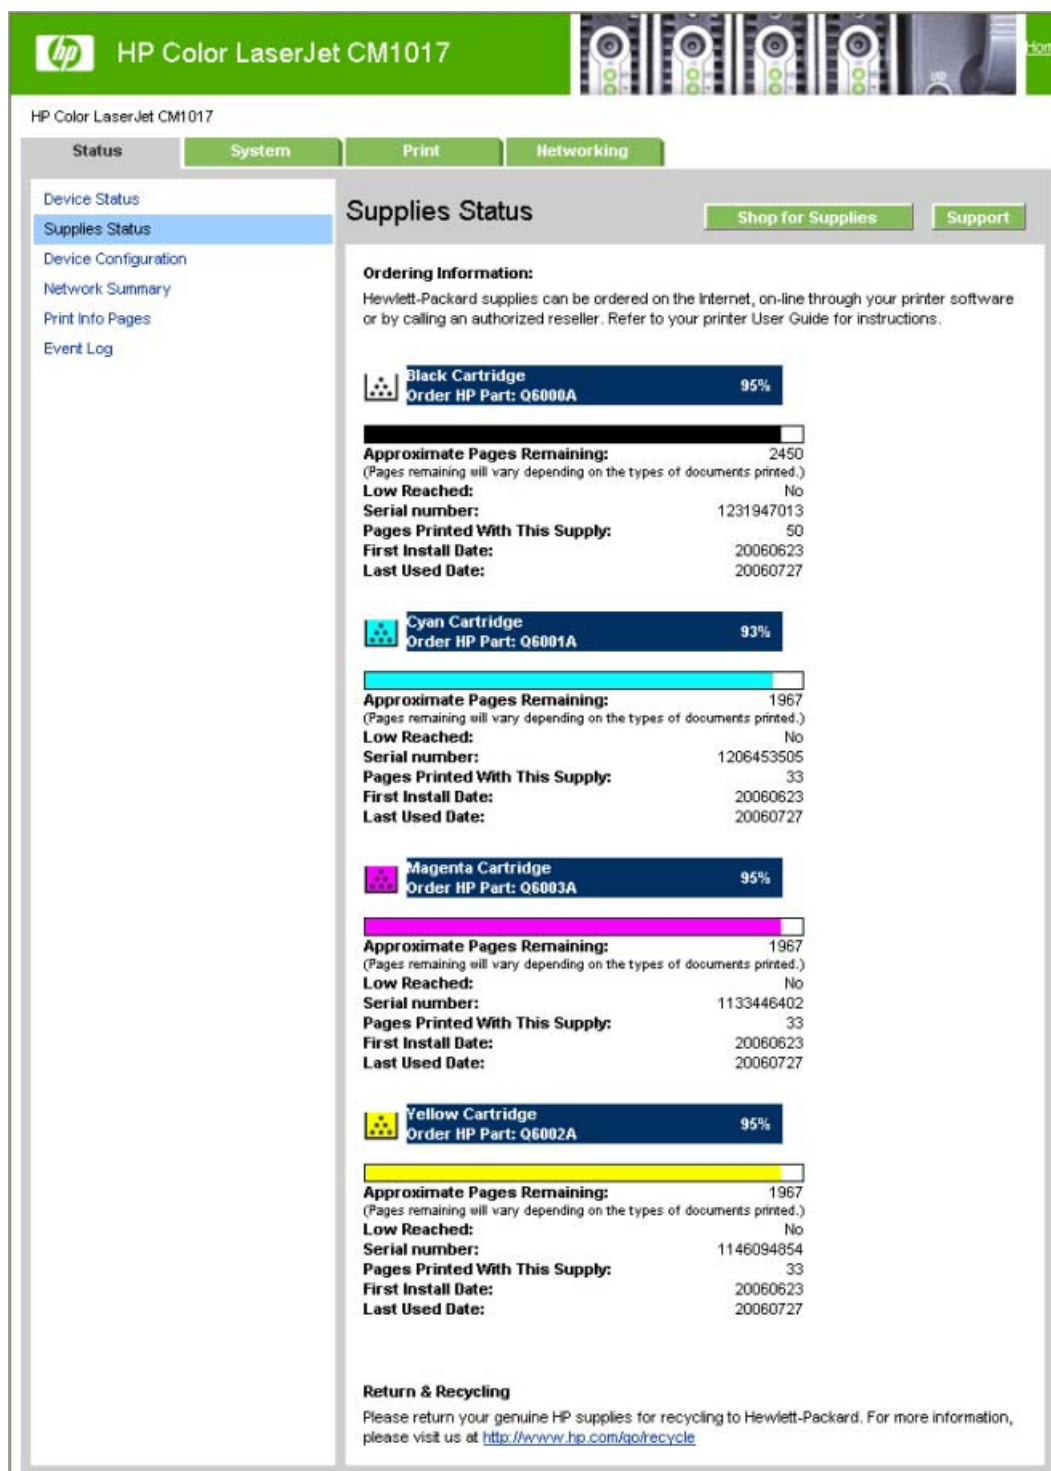 hp HP Color LaserJet CM1017
HP Color LaserJet CM1017
Status System Print Networking
Device Status
Supplies Status
Device Configuration
Network Summary
Print Info Pages
Event Log
Supplies Status Shop for Supplies Support
Ordering Information:
Hewlett-Packard supplies can be ordered on the Internet, on-line through your printer software
or by calling an authorized reseller. Refer to your printer User Guide for instructions.
Black Cartridge
Order HP Part: Q6000A 95%
Approximate Pages Remaining: 2450
(Pages remaining will vary depending on the types of documents printed.)
Low Reached: No
Serial number: 1231947013
Pages Printed With This Supply: 50
First Install Date: 20060623
Last Used Date: 20060727
Cyan Cartridge
Order HP Part: Q6001A 93%
Approximate Pages Remaining: 1967
(Pages remaining will vary depending on the types of documents printed.)
Low Reached: No
Serial number: 1206453505
Pages Printed With This Supply: 33
First Install Date: 20060623
Last Used Date: 20060727
Magenta Cartridge
Order HP Part: Q6003A 95%
Approximate Pages Remaining: 1967
(Pages remaining will vary depending on the types of documents printed.)
Low Reached: No
Serial number: 1133446402
Pages Printed With This Supply: 33
First Install Date: 20060623
Last Used Date: 20060727
Yellow Cartridge
Order HP Part: Q6002A 95%
Approximate Pages Remaining: 1967
(Pages remaining will vary depending on the types of documents printed.)
Low Reached: No
Serial number: 1146094854
Pages Printed With This Supply: 33
First Install Date: 20060623
Last Used Date: 20060727
Return & Recycling
Please return your genuine HP supplies for recycling to Hewlett-Packard. For more information,
please visit us at http://www.hp.com/go/recycle